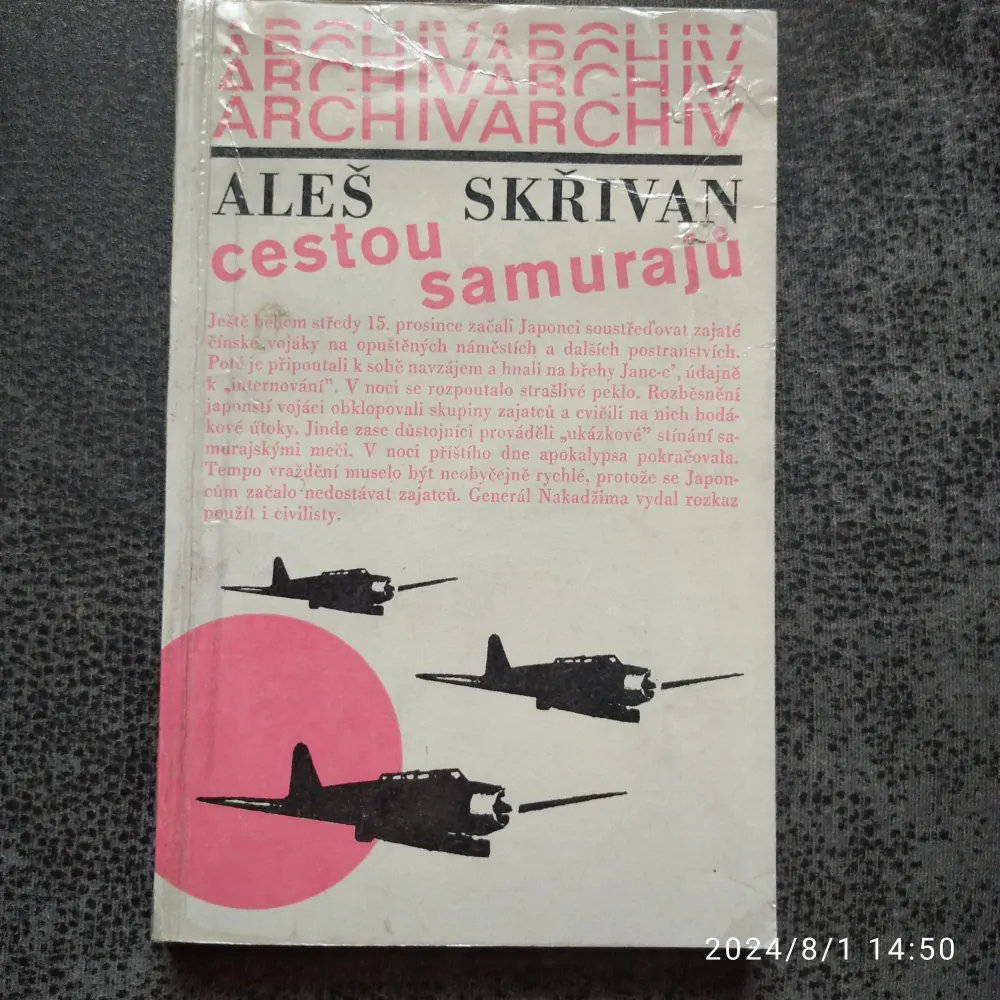 ARCHIVARCHIV
ARCHIVARCHIV
ARCHIVARCHIV
ALEŠ SKŘIVAN
cestou
samurajů
Ještě během středy 15. prosince začali Japonci soustřeďovat zajaté
čínské vojáky na opuštěných náměstích a dalších postranstvích.
Poté je připoutali k sobě navzájem a hnali na břehy Janc-c’, údajně
k „internování”. V noci se rozpoutalo strašlivé peklo. Rozběsnění
japonští vojáci obklopovali skupiny zajatců a cvičili na nich bodá-
kové útoky. Jinde zase důstojníci prováděli „ukázkové” stínání sa-
murajskými meči. V noci příštího dne apokalypsa pokračovala.
Tempo vraždění muselo být neobyčejně rychlé, protože se Japon-
cům začalo nedostávat zajatců. Generál Nakadžima vydal rozkaz
použít i civilisty.
2024/8/1 14:50